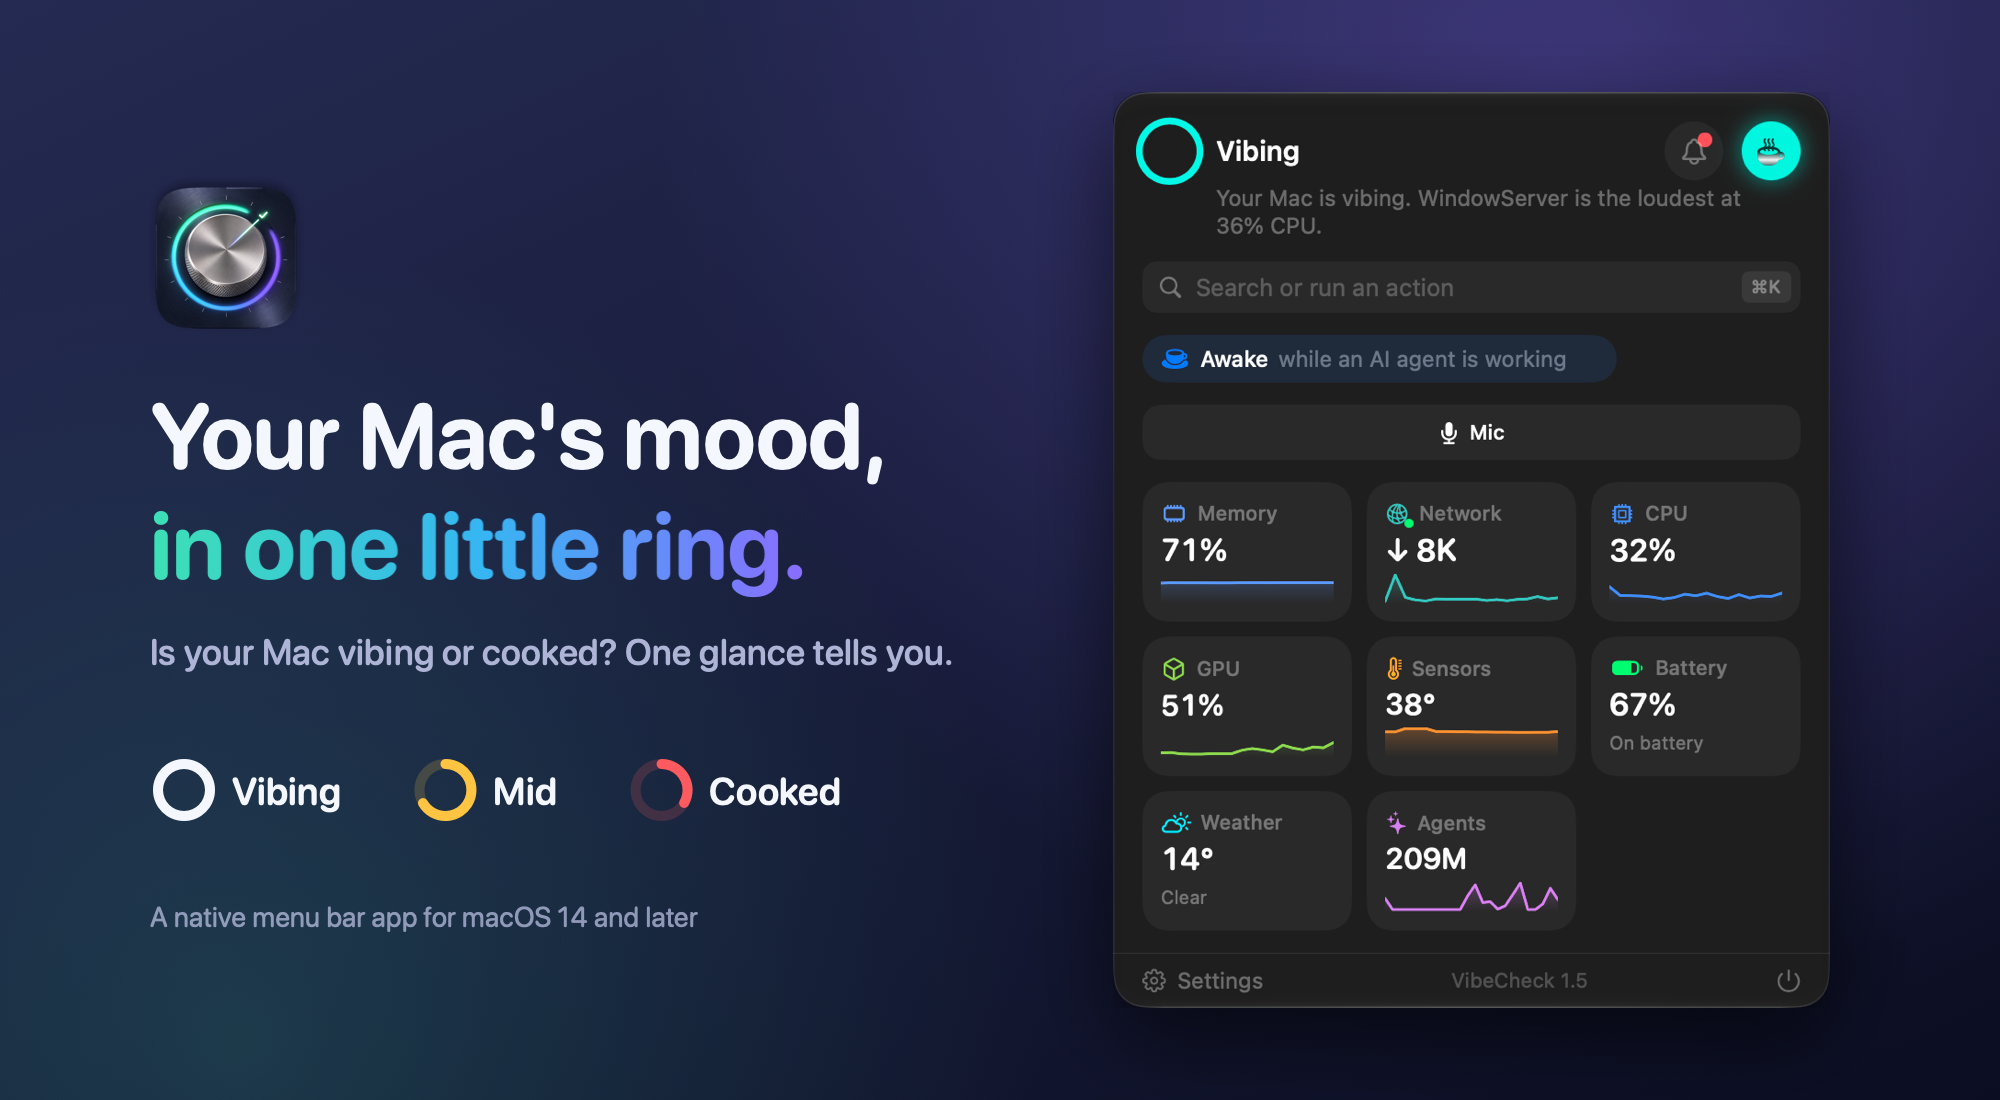 Your Mac's mood,
in one little ring.
Is your Mac vibing or cooked? One glance tells you.
Vibing
Mid
Cooked
A native menu bar app for macOS 14 and later
Vibing
Your Mac is vibing. WindowServer is the loudest at
36% CPU.
Search or run an action
⌘K
Awake while an AI agent is working
Mic
Memory
71%
Network
↓ 8K
CPU
32%
GPU
51%
Sensors
38°
Battery
67%
On battery
Weather
14°
Clear
Agents
209M
Settings
VibeCheck 1.5